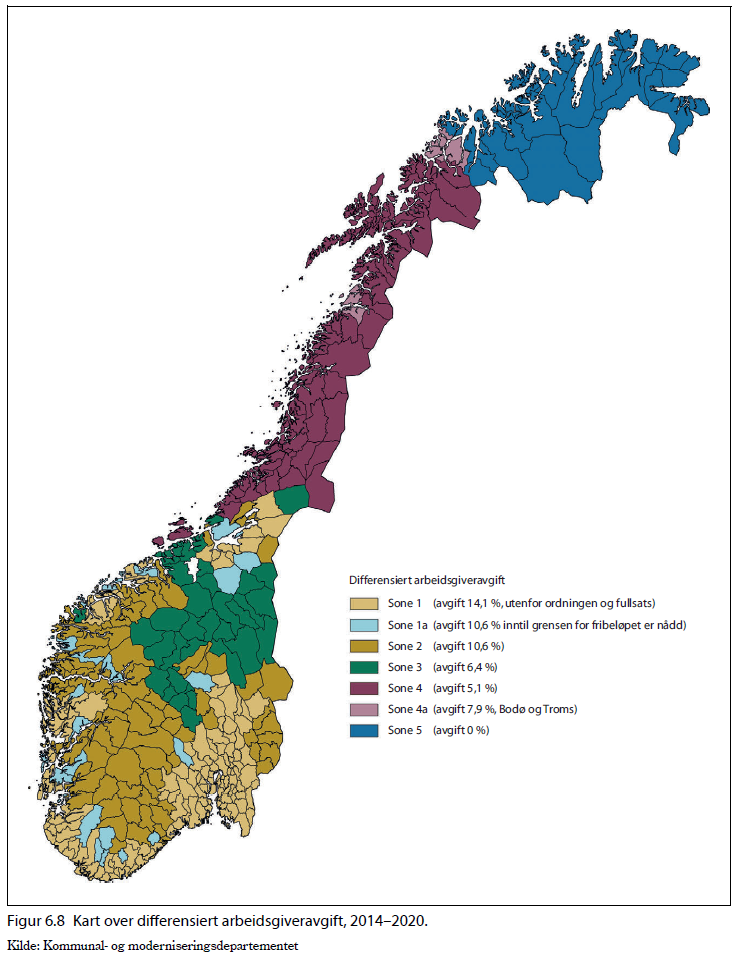 Differensiert arbeidsgiveravgift
Sone 1 (avgift 14,1 %, utenfor ordningen og fullsats)
Sone 1a (avgift 10,6 % inntil grensen for fribeløpet er nådd)
Sone 2 (avgift 10,6 %)
Sone 3 (avgift 6,4 %)
Sone 4 (avgift 5,1 %)
Sone 4a (avgift 7,9 %, Bodø og Troms)
Sone 5 (avgift 0 %)
Figur 6.8 Kart over differensiert arbeidsgiveravgift, 2014–2020.
Kilde: Kommunal- og moderniseringsdepartementet